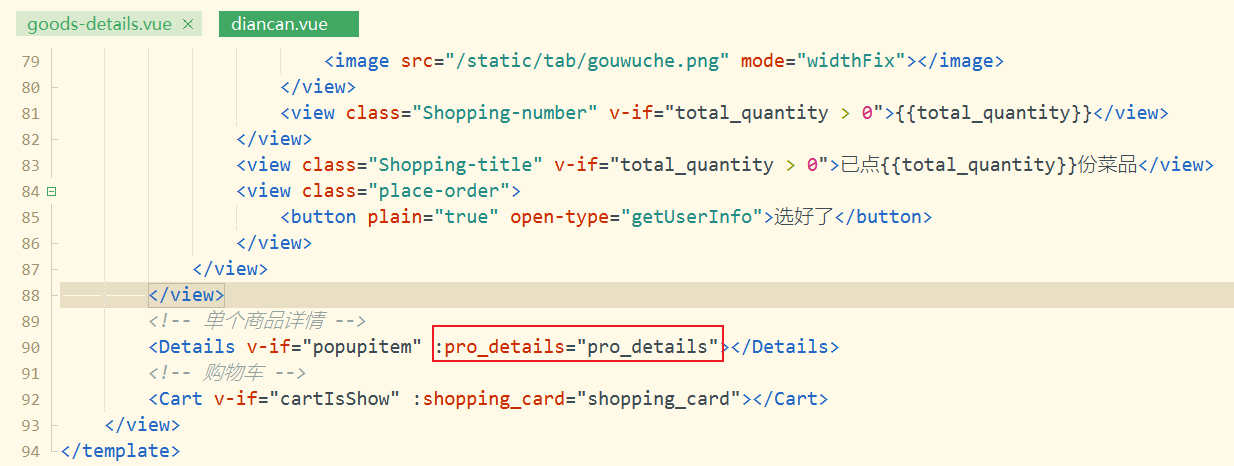 goods-details.vue × diancan.vue
79 <image src="/static/tab/gouwuche.png" mode="widthFix"></image>
80 </view>
81 <view class="Shopping-number" v-if="total_quantity > 0">{{total_quantity}}</view>
82 </view>
83 <view class="Shopping-title" v-if="total_quantity > 0">已点{{total_quantity}}份菜品</view>
84 <view class="place-order">
85 <button plain="true" open-type="getUserInfo">选好了</button>
86 </view>
87 </view>
88 </view>
89 <!-- 单个商品详情 -->
90 <Details v-if="popupitem" :pro_details="pro_details"></Details>
91 <!-- 购物车 -->
92 <Cart v-if="cartIsShow" :shopping_card="shopping_card"></Cart>
93 </view>
94 </template>